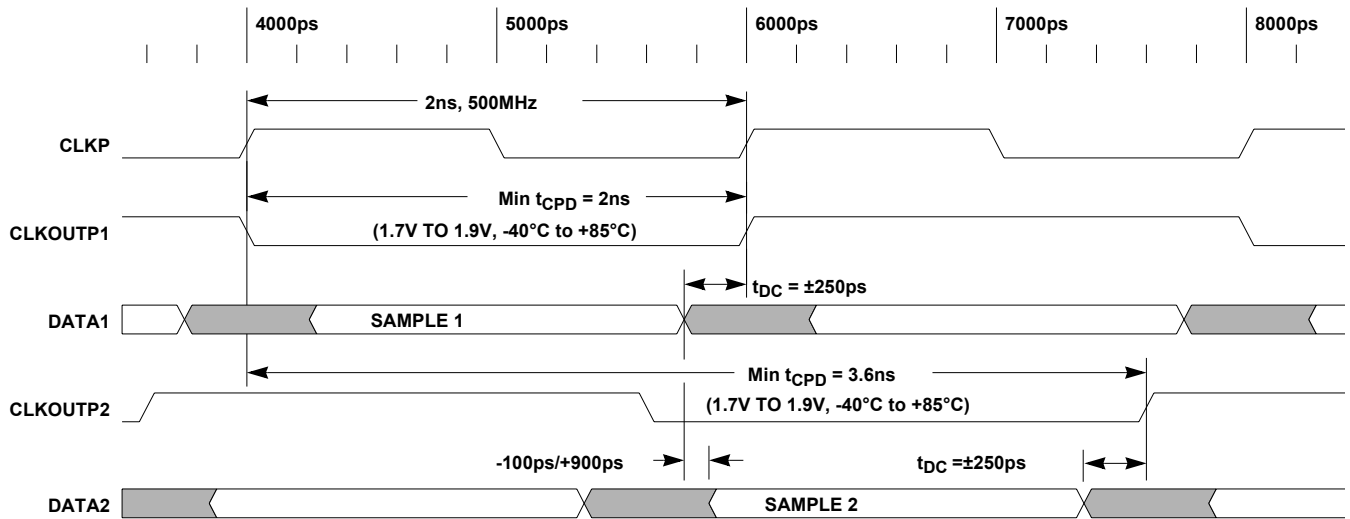 4000ps 5000ps 6000ps 7000ps 8000ps
2ns, 500MHz
CLKP
Min tCPD = 2ns
CLKOUTP1
(1.7V TO 1.9V, -40°C to +85°C)
tDC = ±250ps
DATA1
SAMPLE 1
Min tCPD = 3.6ns
CLKOUTP2
(1.7V TO 1.9V, -40°C to +85°C)
-100ps/+900ps
tDC =±250ps
DATA2
SAMPLE 2